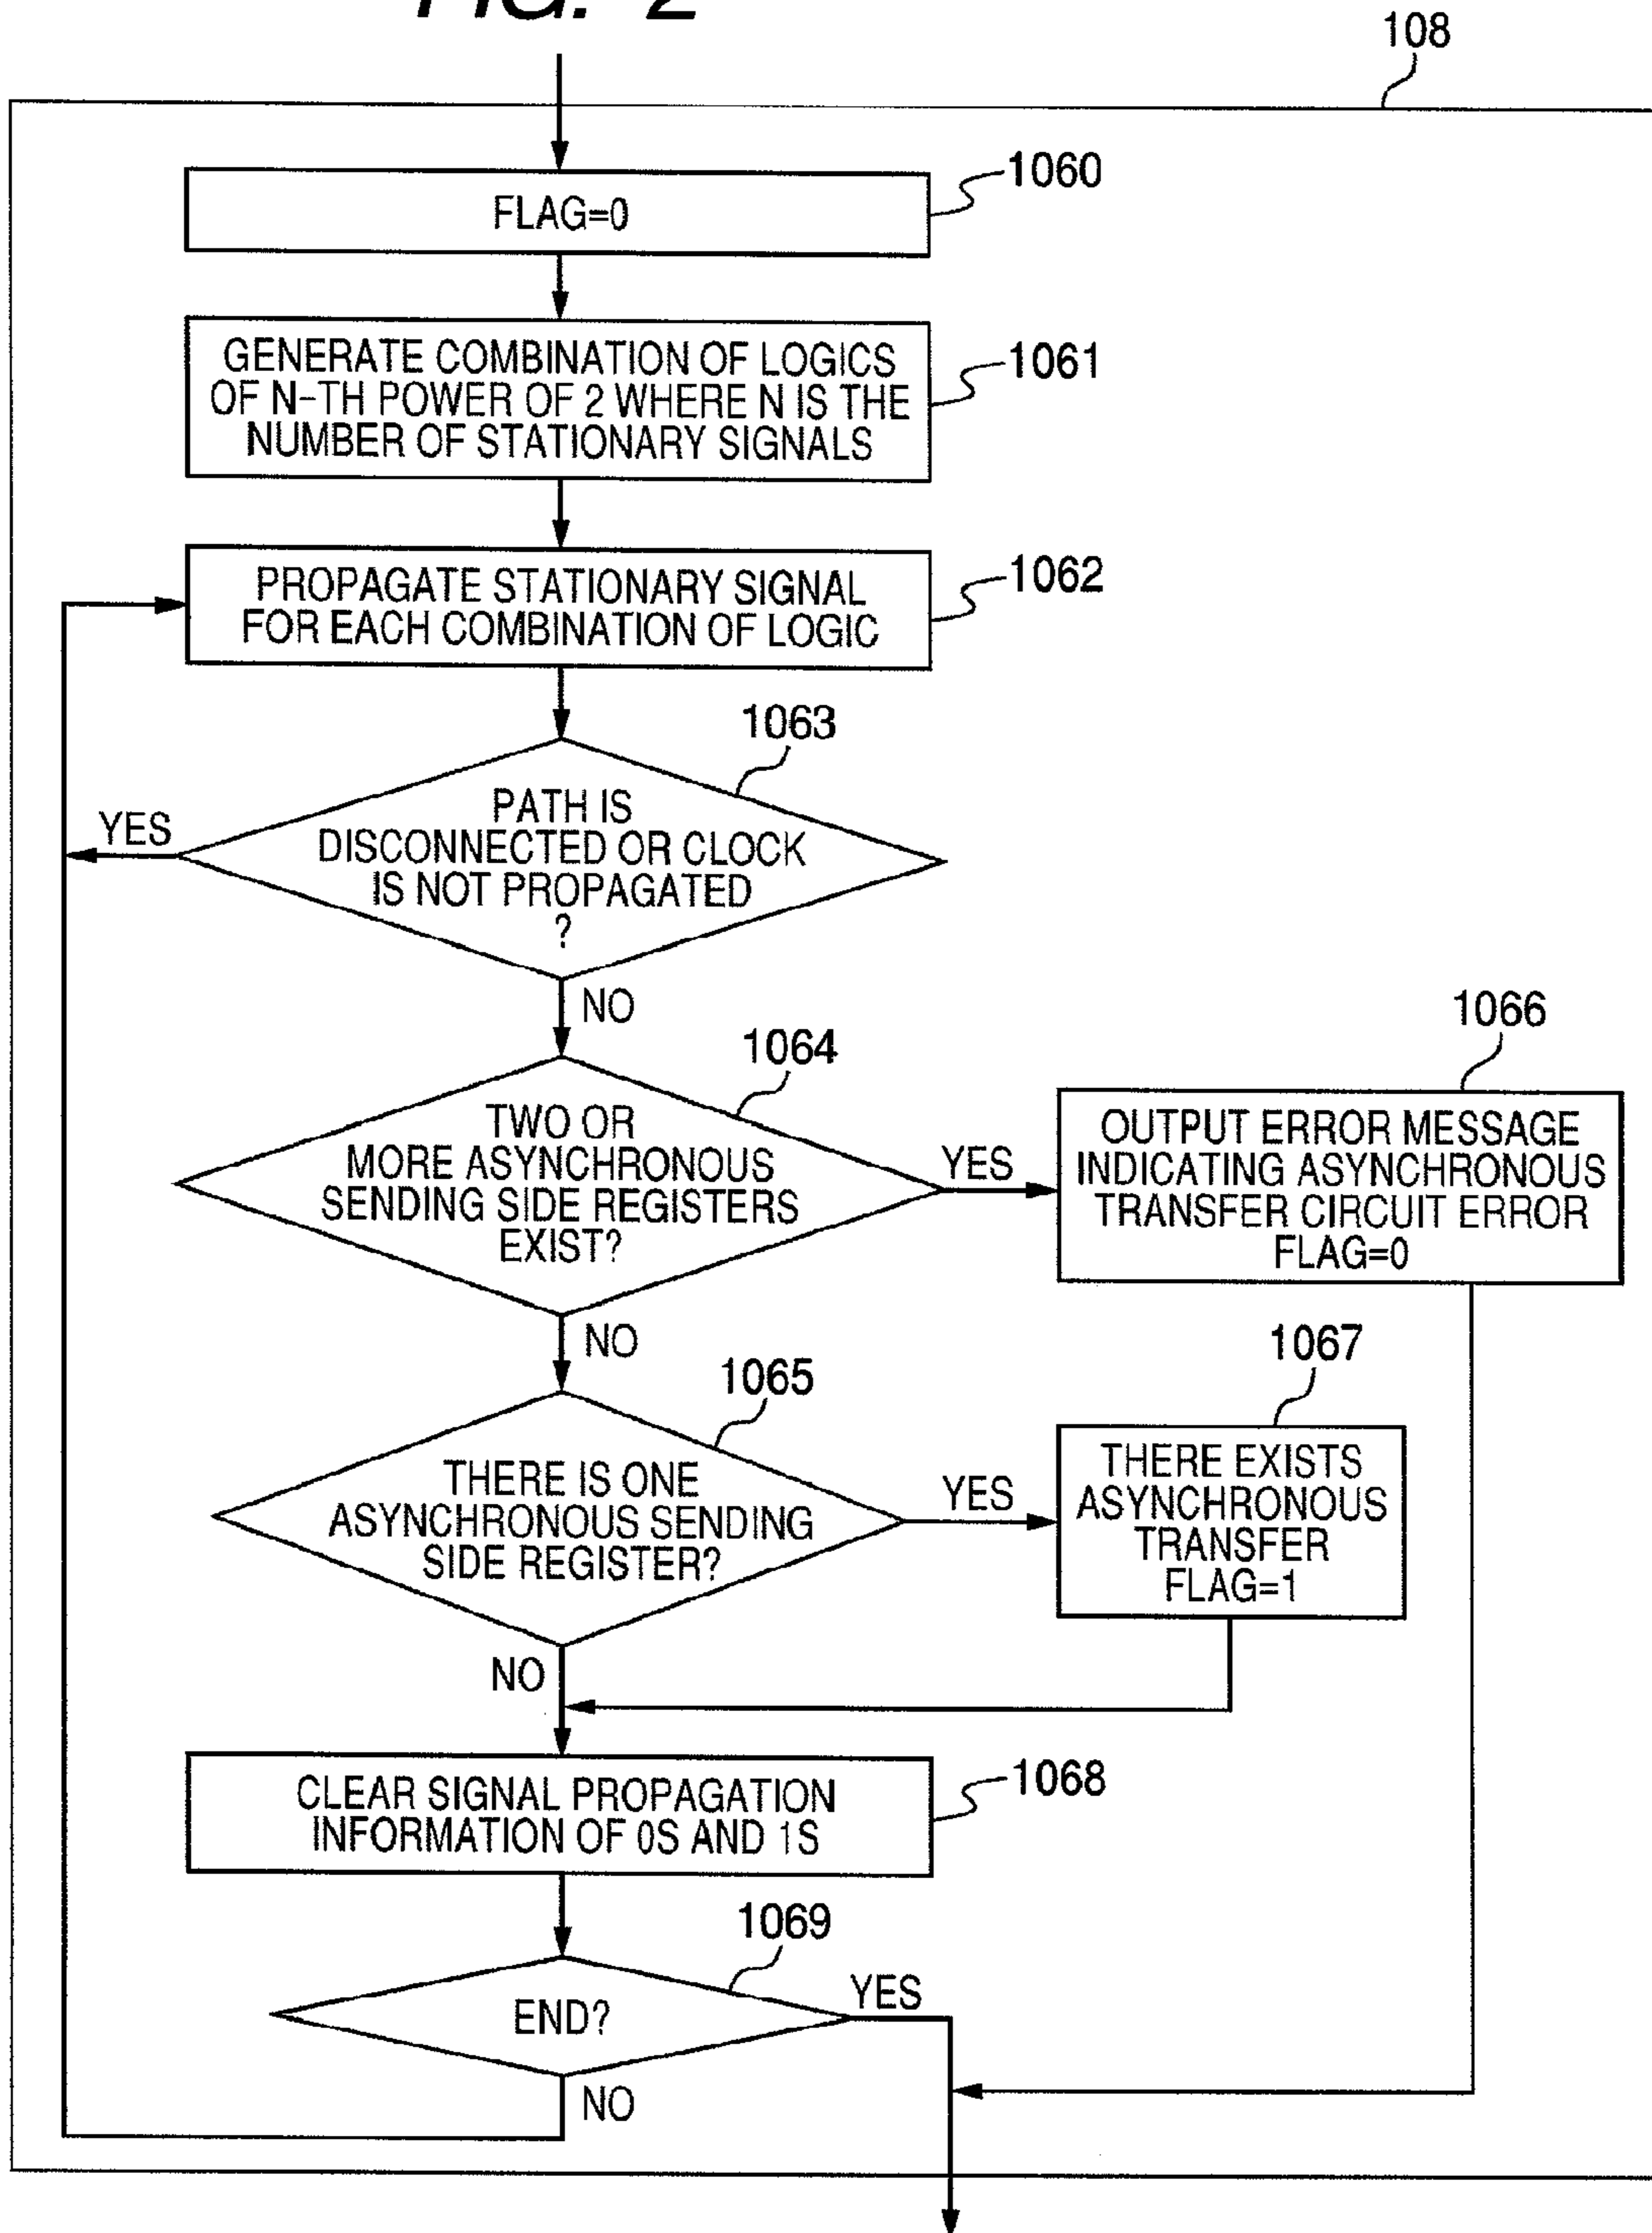 FIG. 2
108
1060
FLAG=0
1061
GENERATE COMBINATION OF LOGICS
OF N-TH POWER OF 2 WHERE N IS THE
NUMBER OF STATIONARY SIGNALS
1062
PROPAGATE STATIONARY SIGNAL
FOR EACH COMBINATION OF LOGIC
1063
YES
PATH IS
DISCONNECTED OR CLOCK
IS NOT PROPAGATED
?
NO
1064
TWO OR
MORE ASYNCHRONOUS
SENDING SIDE REGISTERS
EXIST?
YES
1066
OUTPUT ERROR MESSAGE
INDICATING ASYNCHRONOUS
TRANSFER CIRCUIT ERROR
FLAG=0
NO
1065
THERE IS ONE
ASYNCHRONOUS SENDING
SIDE REGISTER?
YES
1067
THERE EXISTS
ASYNCHRONOUS
TRANSFER
FLAG=1
NO
1068
CLEAR SIGNAL PROPAGATION
INFORMATION OF 0S AND 1S
1069
END?
YES
NO